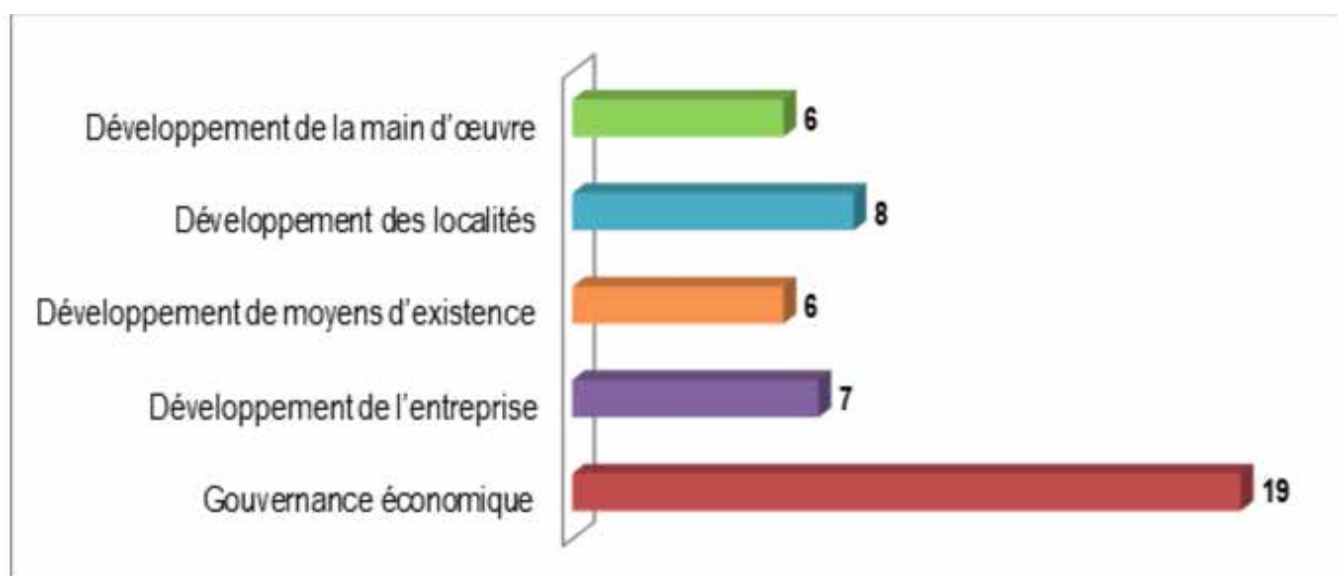 Développement de la main d'œuvre 6
Développement des localités 8
Développement de moyens d'existence 6
Développement de l'entreprise 7
Gouvernance économique 19